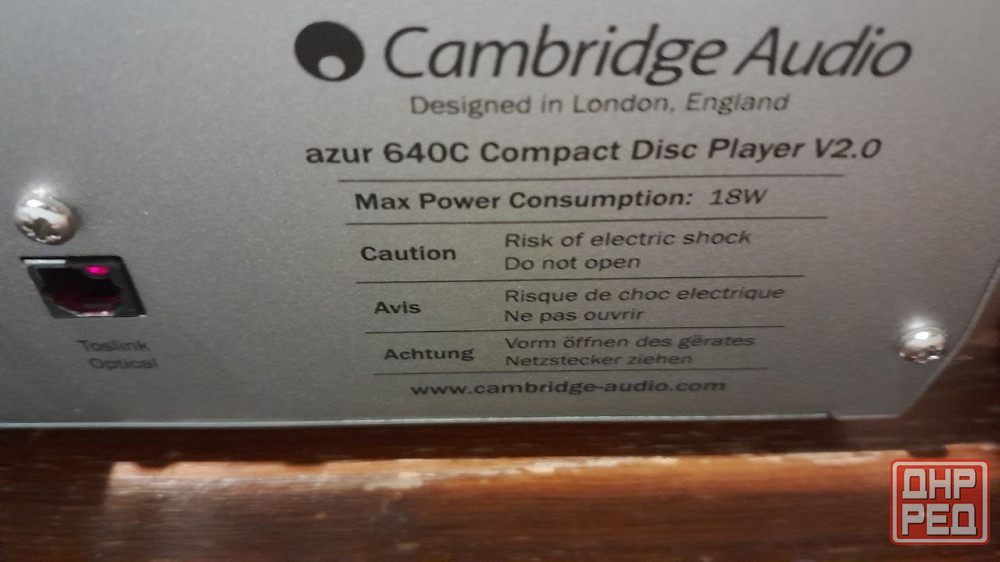 Cambridge Audio
Designed in London, England
azur 640C Compact Disc Player V2.0
Max Power Consumption: 18W
Caution
Risk of electric shock
Do not open
Avis
Risque de choc electrique
Ne pas ouvrir
Achtung
Vorm öffnen des gërates
Netzstecker ziehen
www.cambridge-audio.com
Toslink
Optical
ДНР
РЕД